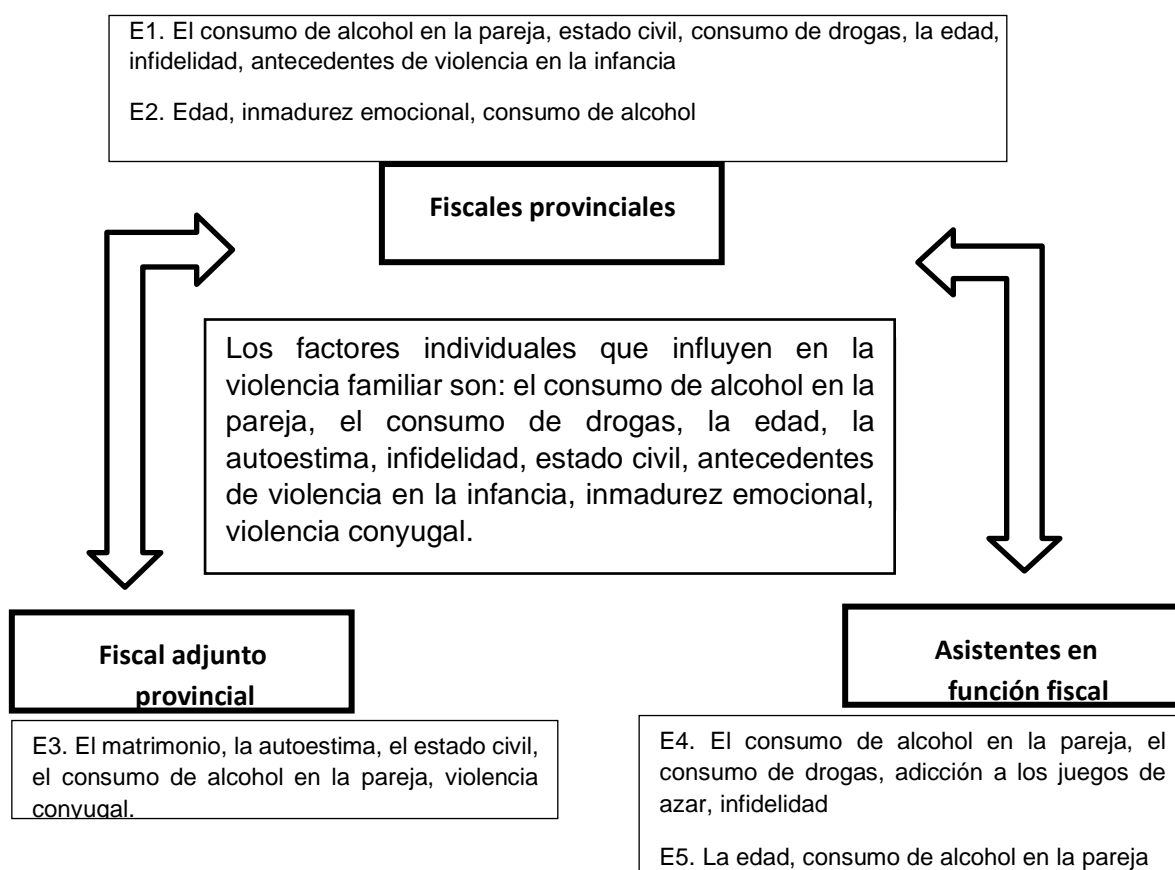 E1. El consumo de alcohol en la pareja, estado civil, consumo de drogas, la edad,
infidelidad, antecedentes de violencia en la infancia
E2. Edad, inmadurez emocional, consumo de alcohol
Fiscales provinciales
Los factores individuales que influyen en la
violencia familiar son: el consumo de alcohol en la
pareja, el consumo de drogas, la edad, la
autoestima, infidelidad, estado civil, antecedentes
de violencia en la infancia, inmadurez emocional,
violencia conyugal.
Fiscal adjunto
provincial
E3. El matrimonio, la autoestima, el estado civil,
el consumo de alcohol en la pareja, violencia
conyugal.
Asistentes en
función fiscal
E4. El consumo de alcohol en la pareja, el
consumo de drogas, adicción a los juegos de
azar, infidelidad
E5. La edad, consumo de alcohol en la pareja